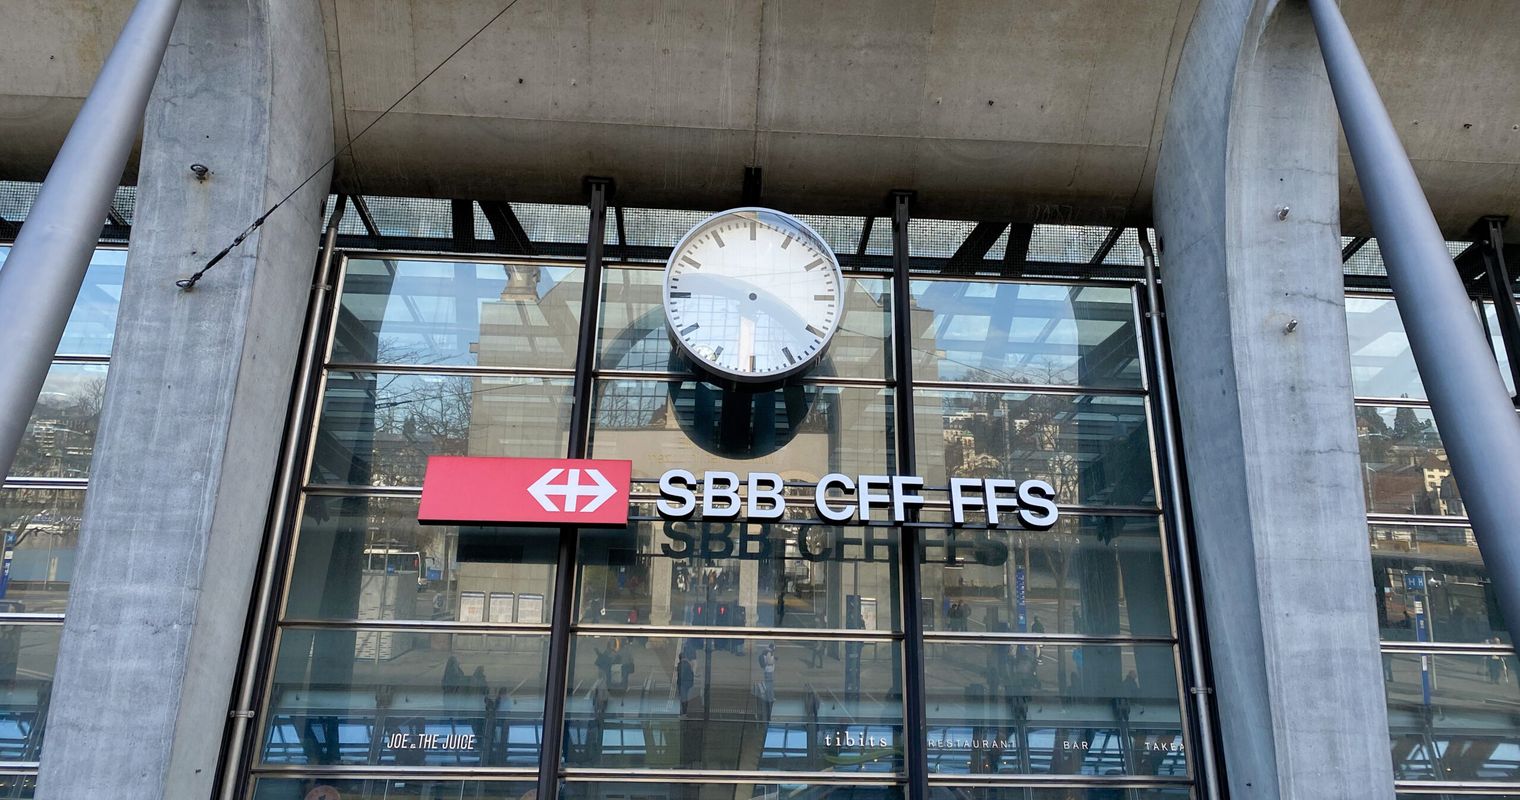 SBB CFF FFS
JOE & THE JUICE
tibits RESTAURANT BAR
H H